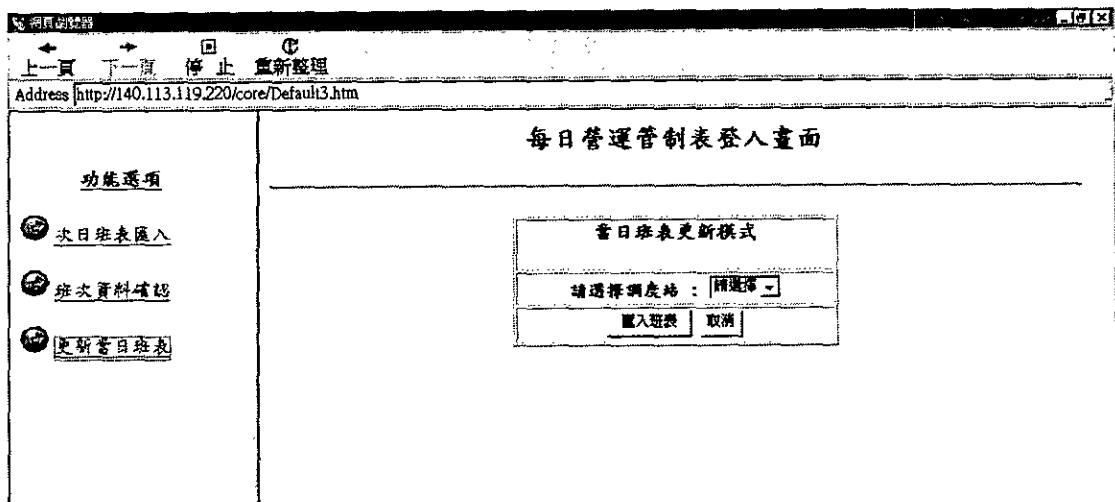 網頁瀏覽器
上一頁 下一頁 停 止 重新整理
Address http://140.113.119.220/core/Default3.htm
每日營運管制表登入畫面
功能選項
次日班表匯入
班次資料確認
更新當日班表
當日班表更新模式
請選擇調度站 : 請選擇
匯入班表 取消